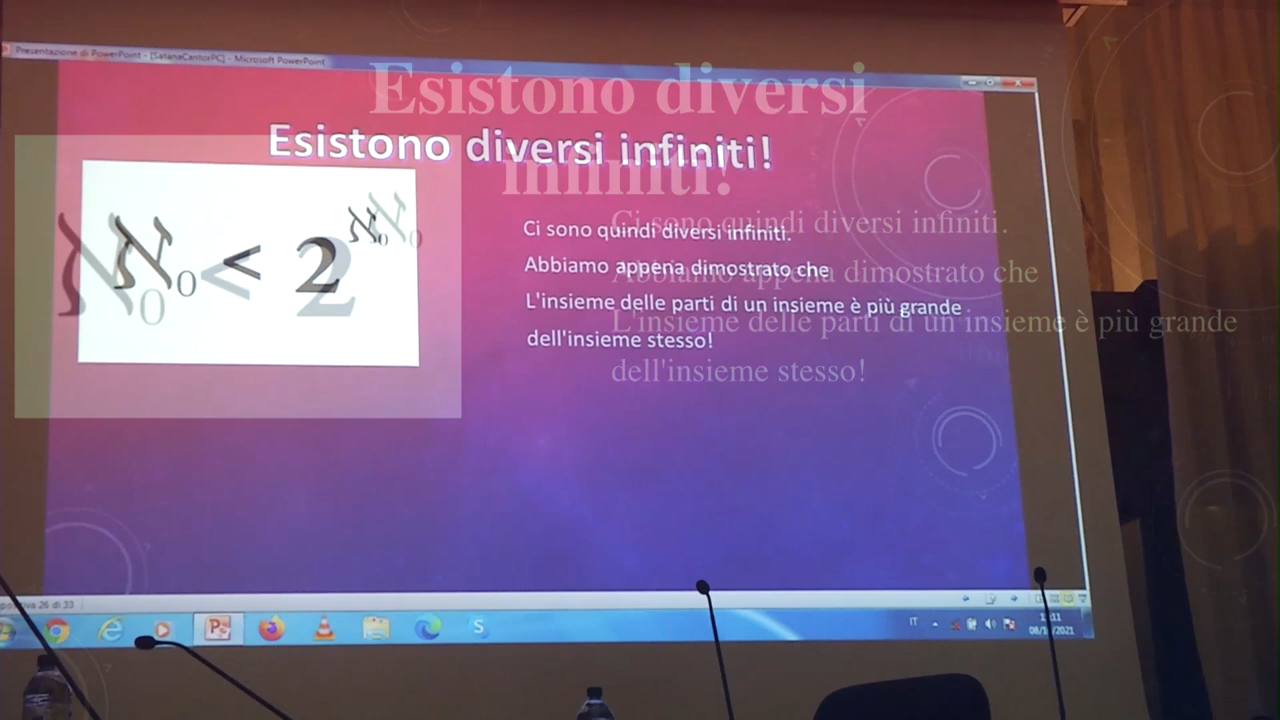 Presentazione di PowerPoint - [SatanaCantorPC] - Microsoft PowerPoint
Esistono diversi
infiniti!
Esistono diversi infiniti!
ℵ₀ < 2^ℵ₀
ℵ₀ < 2^ℵ₀
Ci sono quindi diversi infiniti.
Abbiamo appena dimostrato che
L'insieme delle parti di un insieme è più grande
dell'insieme stesso!
Ci sono quindi diversi infiniti.
Abbiamo appena dimostrato che
L'insieme delle parti di un insieme è più grande
dell'insieme stesso!
26 di 33
IT